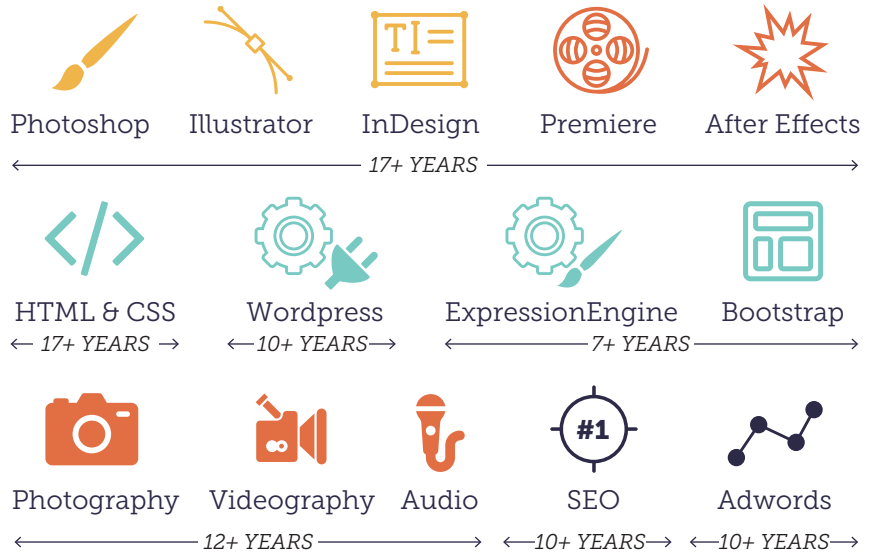 TI
Photoshop Illustrator InDesign Premiere After Effects
17+ YEARS
HTML & CSS Wordpress ExpressionEngine Bootstrap
17+ YEARS 10+ YEARS 7+ YEARS
#1
Photography Videography Audio SEO Adwords
12+ YEARS 10+ YEARS 10+ YEARS